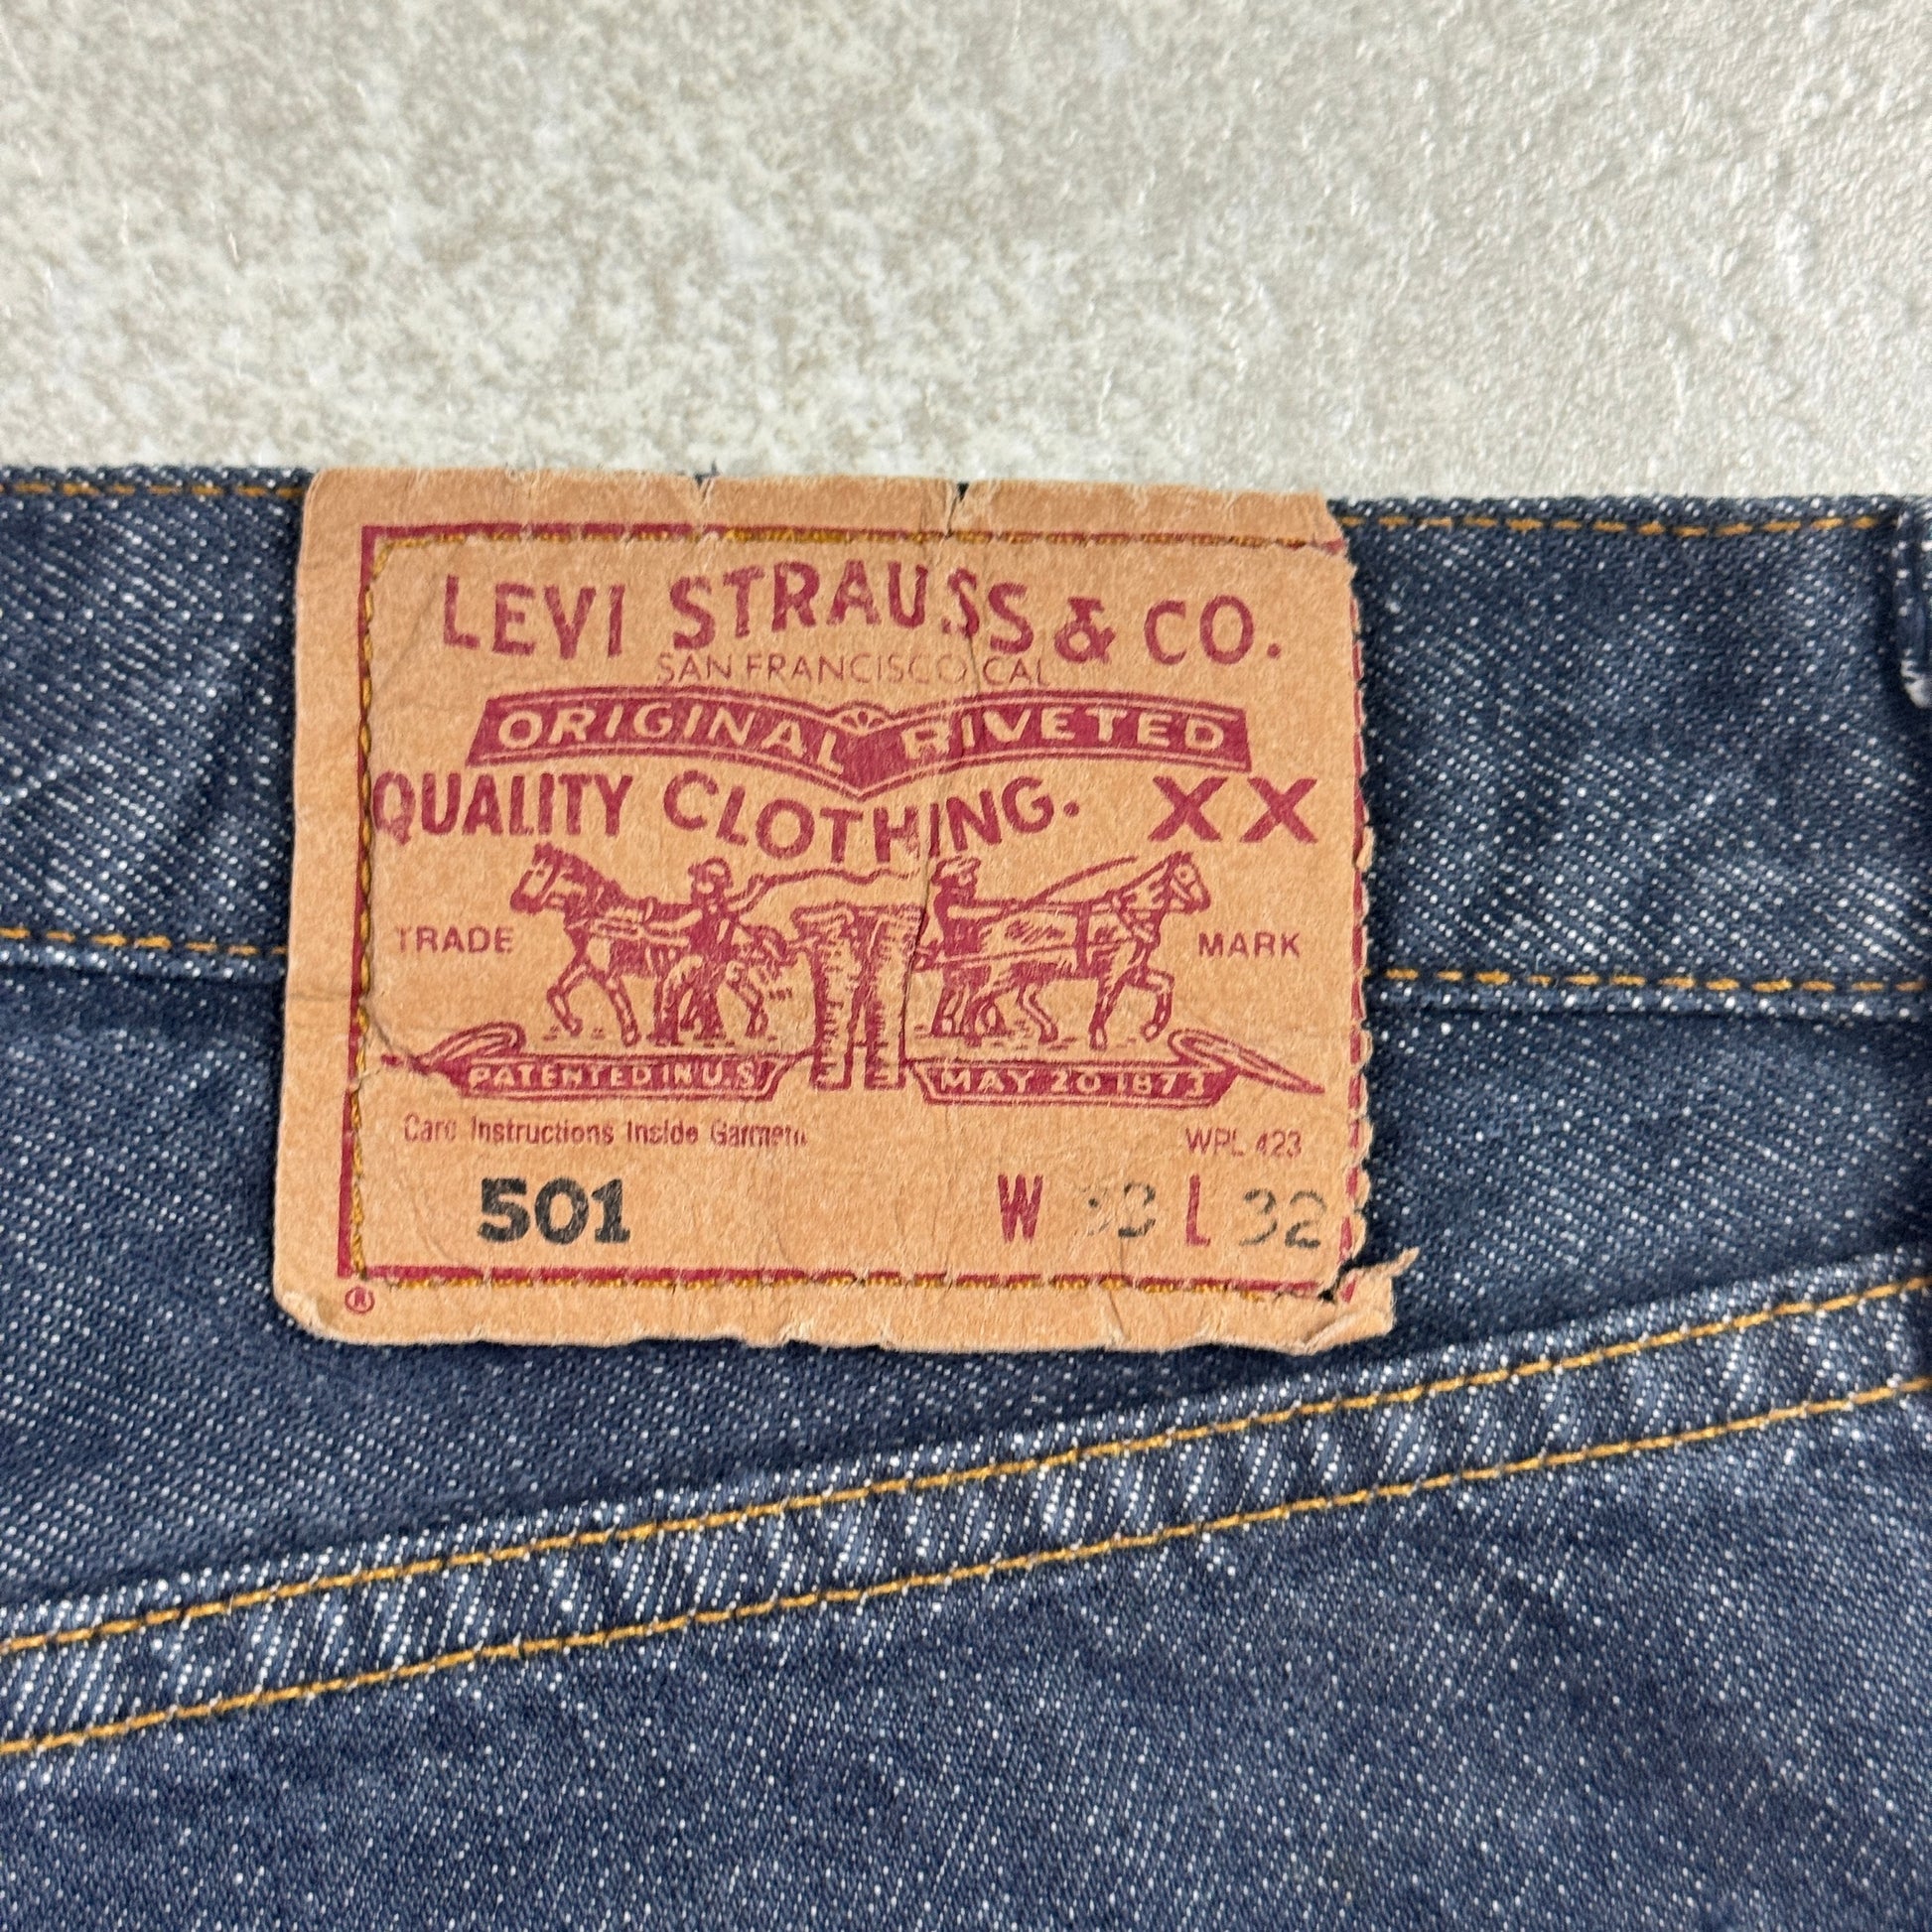 LEVI STRAUSS & CO.
SAN FRANCISCO CAL
ORIGINAL RIVETED
QUALITY CLOTHING. XX
TRADE MARK
PATENTED IN U.S MAY 20 1873
Care Instructions Inside Garment WPL 423
501 W 33 L 32
®